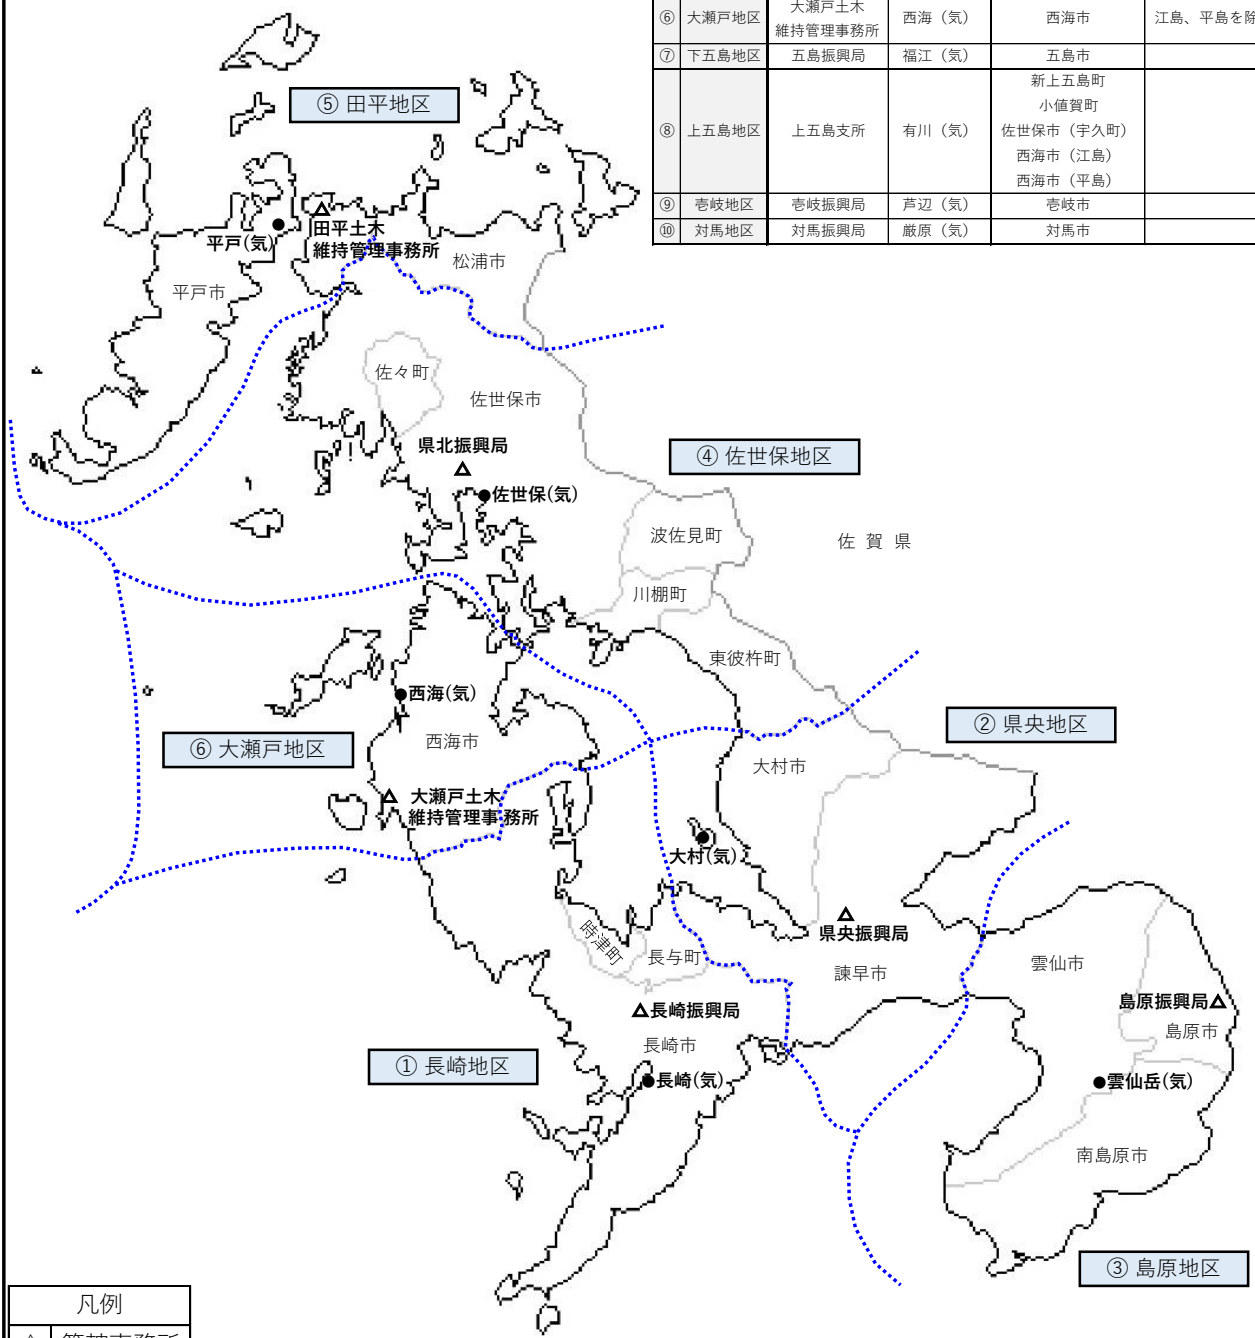 ⑥ 大瀬戸地区 大瀬戸土木 維持管理事務所 西海（気） 西海市 江島、平島を除
⑦ 下五島地区 五島振興局 福江（気） 五島市
⑧ 上五島地区 上五島支所 有川（気） 新上五島町
小値賀町
佐世保市（宇久町）
西海市（江島）
西海市（平島）
⑨ 壱岐地区 壱岐振興局 芦辺（気） 壱岐市
⑩ 対馬地区 対馬振興局 厳原（気） 対馬市
⑤ 田平地区
平戸(気)
田平土木
維持管理事務所
松浦市
平戸市
佐々町
佐世保市
県北振興局
④ 佐世保地区
佐世保(気)
波佐見町
佐 賀 県
川棚町
東彼杵町
西海(気)
② 県央地区
⑥ 大瀬戸地区
西海市
大村市
大瀬戸土木
維持管理事務所
大村(気)
県央振興局
時津町
長与町
諫早市
雲仙市
長崎振興局
島原振興局
島原市
長崎市
① 長崎地区
長崎(気)
雲仙岳(気)
南島原市
③ 島原地区
凡例